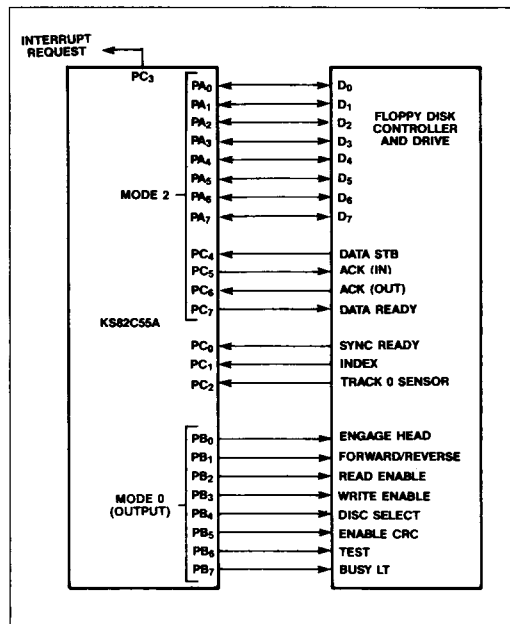 INTERRUPT
REQUEST
PC3
PA0 D0
PA1 D1
PA2 D2
PA3 D3
PA4 D4
PA5 D5
PA6 D6
PA7 D7
FLOPPY DISK
CONTROLLER
AND DRIVE
MODE 2
PC4 DATA STB
PC5 ACK (IN)
PC6 ACK (OUT)
PC7 DATA READY
KS82C55A
PC0 SYNC READY
PC1 INDEX
PC2 TRACK 0 SENSOR
PB0 ENGAGE HEAD
PB1 FORWARD/REVERSE
PB2 READ ENABLE
PB3 WRITE ENABLE
PB4 DISC SELECT
PB5 ENABLE CRC
PB6 TEST
PB7 BUSY LT
MODE 0
(OUTPUT)